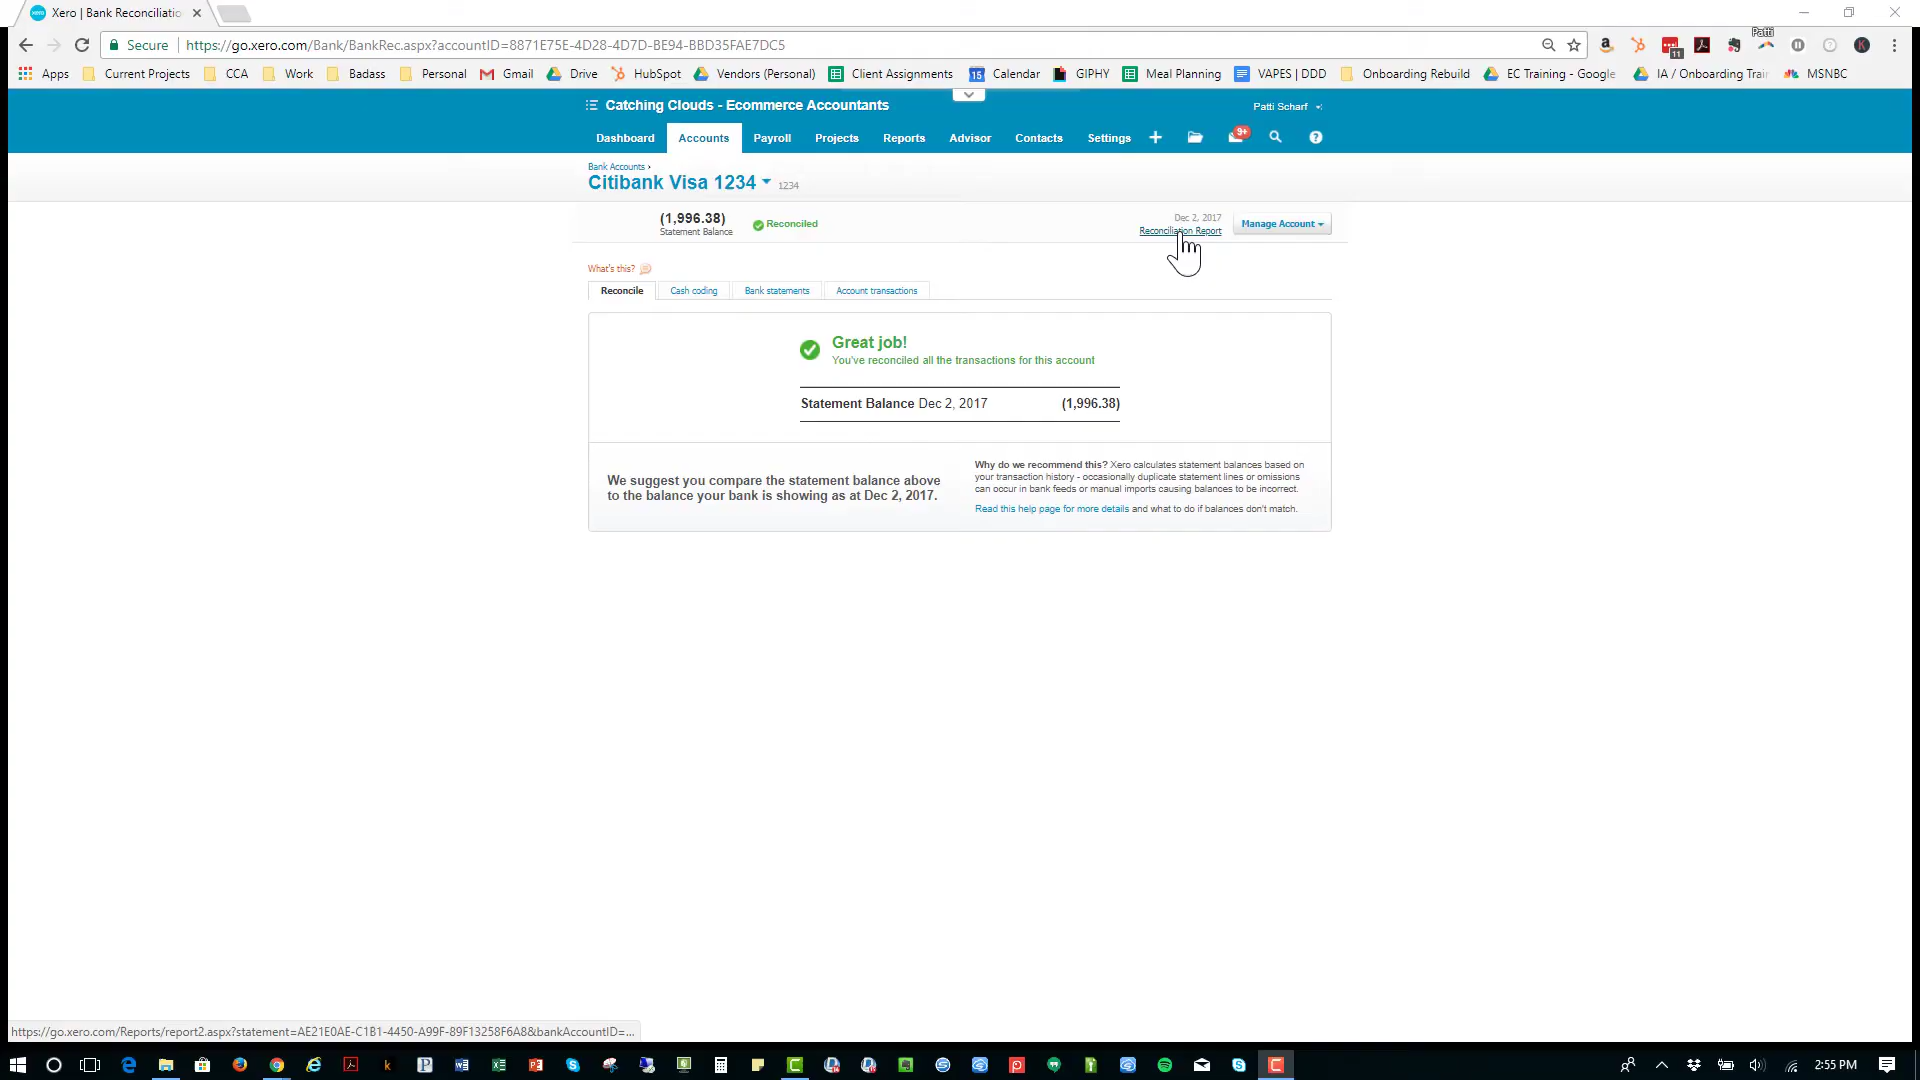 Xero | Bank Reconciliatio
Patti
Secure https://go.xero.com/Bank/BankRec.aspx?accountID=8871E75E-4D28-4D7D-BE94-BBD35FAE7DC5
11
K
Apps Current Projects CCA Work Badass Personal Gmail Drive HubSpot Vendors (Personal) Client Assignments 15 Calendar GIPHY Meal Planning VAPES | DDD Onboarding Rebuild EC Training - Google IA / Onboarding Trai MSNBC
Catching Clouds - Ecommerce Accountants
Patti Scharf
Dashboard Accounts Payroll Projects Reports Advisor Contacts Settings + 9+ ?
Bank Accounts ›
Citibank Visa 1234 1234
(1,996.38)
Statement Balance
Reconciled
Dec 2, 2017
Reconciliation Report
Manage Account
What's this?
Reconcile Cash coding Bank statements Account transactions
Great job!
You've reconciled all the transactions for this account
Statement Balance Dec 2, 2017 (1,996.38)
We suggest you compare the statement balance above
to the balance your bank is showing as at Dec 2, 2017.
Why do we recommend this? Xero calculates statement balances based on
your transaction history - occasionally duplicate statement lines or omissions
can occur in bank feeds or manual imports causing balances to be incorrect.
Read this help page for more details and what to do if balances don't match.
https://go.xero.com/Reports/report2.aspx?statement=AE21E0AE-C1B1-4450-A99F-89F13258F6A8&bankAccountID=...
2:55 PM